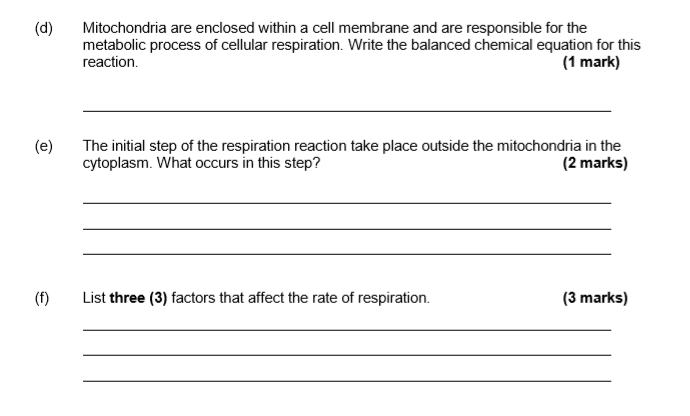 (d) Mitochondria are enclosed within a cell membrane and are responsible for the
metabolic process of cellular respiration. Write the balanced chemical equation for this
reaction. (1 mark)
(e) The initial step of the respiration reaction take place outside the mitochondria in the
cytoplasm. What occurs in this step? (2 marks)
(f) List three (3) factors that affect the rate of respiration. (3 marks)